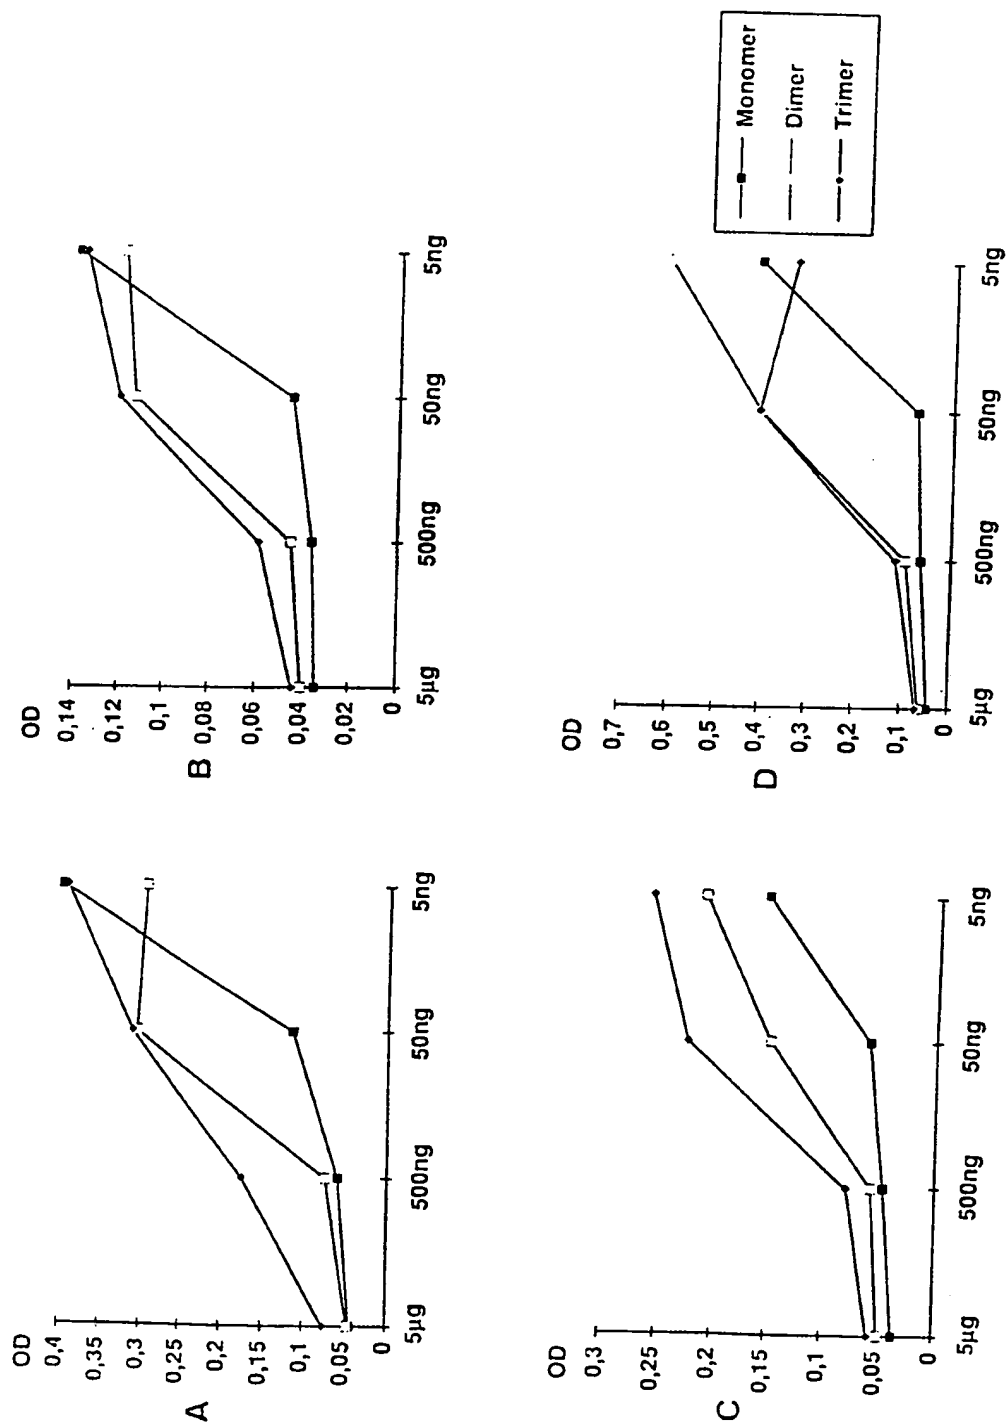 A
OD
0,4
0,35
0,3
0,25
0,2
0,15
0,1
0,05
0
5µg
500ng
50ng
5ng
B
OD
0,14
0,12
0,1
0,08
0,06
0,04
0,02
0
5µg
500ng
50ng
5ng
C
OD
0,3
0,25
0,2
0,15
0,1
0,05
0
5µg
500ng
50ng
5ng
D
OD
0,7
0,6
0,5
0,4
0,3
0,2
0,1
0
5µg
500ng
50ng
5ng
Monomer
Dimer
Trimer